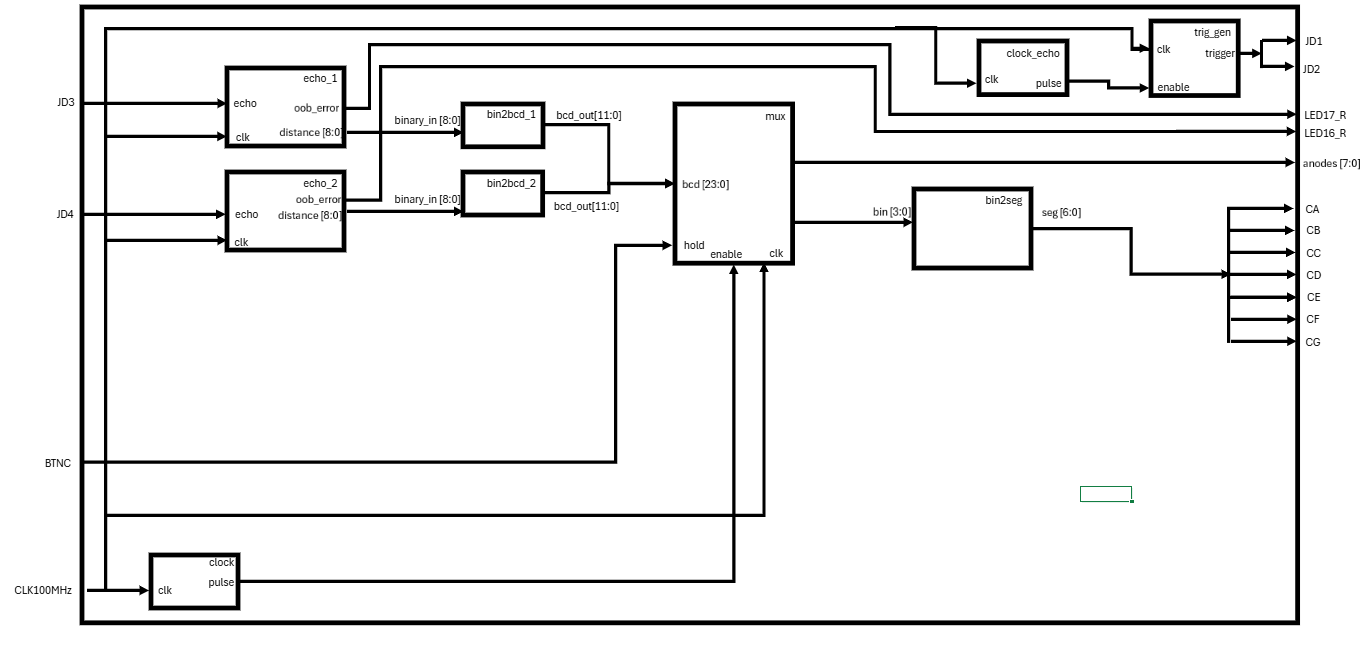 trig_gen
JD1
clk
trigger
clock_echo
JD2
echo_1
clk
pulse
enable
JD3
echo
oob_error
bcd_out[11:0]
LED17_R
bin2bcd_1
mux
binary_in [8:0]
distance [8:0]
clk
LED16_R
anodes [7:0]
echo_2
bin2bcd_2
bcd [23:0]
oob_error
binary_in [8:0]
bin2seg
JD4
echo
distance [8:0]
bcd_out[11:0]
bin [3:0]
seg [6:0]
CA
CB
clk
hold
enable
clk
CC
CD
CE
CF
CG
BTNC
clock
pulse
CLK100MHz
clk